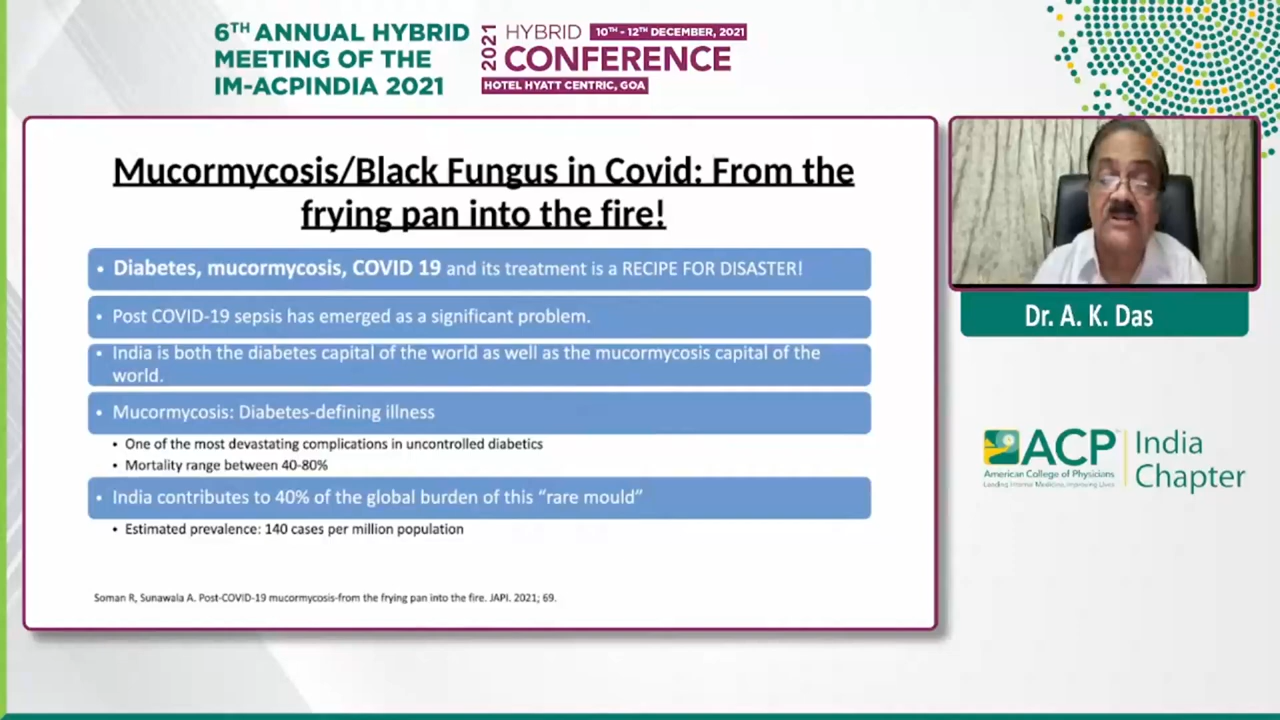 6TH ANNUAL HYBRID
MEETING OF THE
IM-ACPINDIA 2021
2021
HYBRID 10TH - 12TH DECEMBER, 2021
CONFERENCE
HOTEL HYATT CENTRIC, GOA
Mucormycosis/Black Fungus in Covid: From the
frying pan into the fire!
• Diabetes, mucormycosis, COVID 19 and its treatment is a RECIPE FOR DISASTER!
• Post COVID-19 sepsis has emerged as a significant problem.
• India is both the diabetes capital of the world as well as the mucormycosis capital of the
world.
• Mucormycosis: Diabetes-defining illness
• One of the most devastating complications in uncontrolled diabetics
• Mortality range between 40-80%
• India contributes to 40% of the global burden of this “rare mould”
• Estimated prevalence: 140 cases per million population
Soman R, Sunawala A. Post-COVID-19 mucormycosis-from the frying pan into the fire. JAPI. 2021; 69.
Dr. A. K. Das
ACP
American College of Physicians
Leading Internal Medicine, Improving Lives
India
Chapter